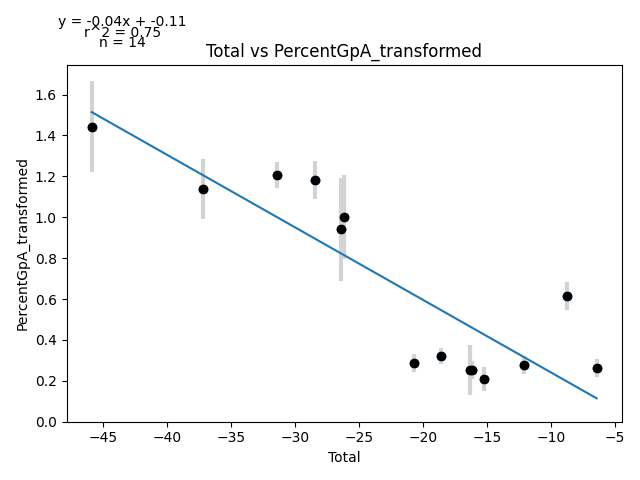 y = -0.04x + -0.11
r^2 = 0.75
n = 14
Total vs PercentGpA_transformed
1.6
1.4
1.2
1.0
0.8
0.6
0.4
0.2
0.0
PercentGpA_transformed
−45 −40 −35 −30 −25 −20 −15 −10 −5
Total